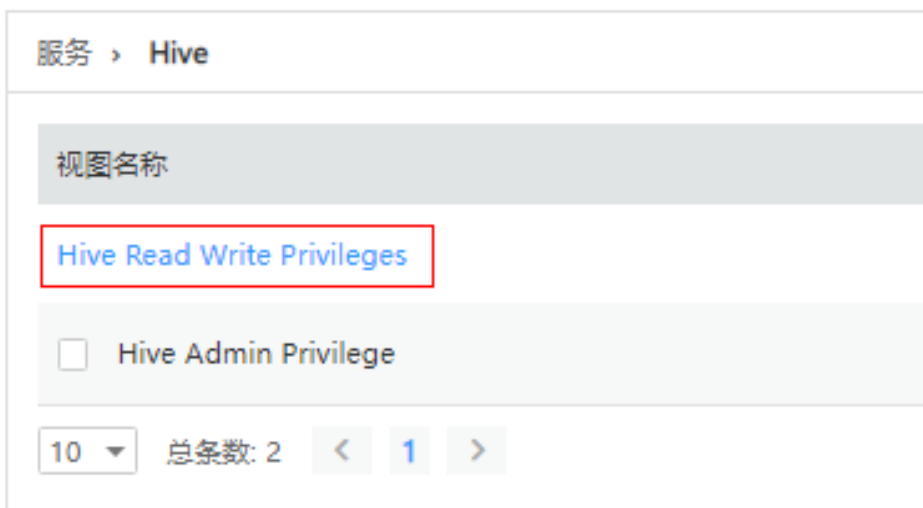 服务 › Hive
视图名称
Hive Read Write Privileges
Hive Admin Privilege
10 总条数: 2 < 1 >